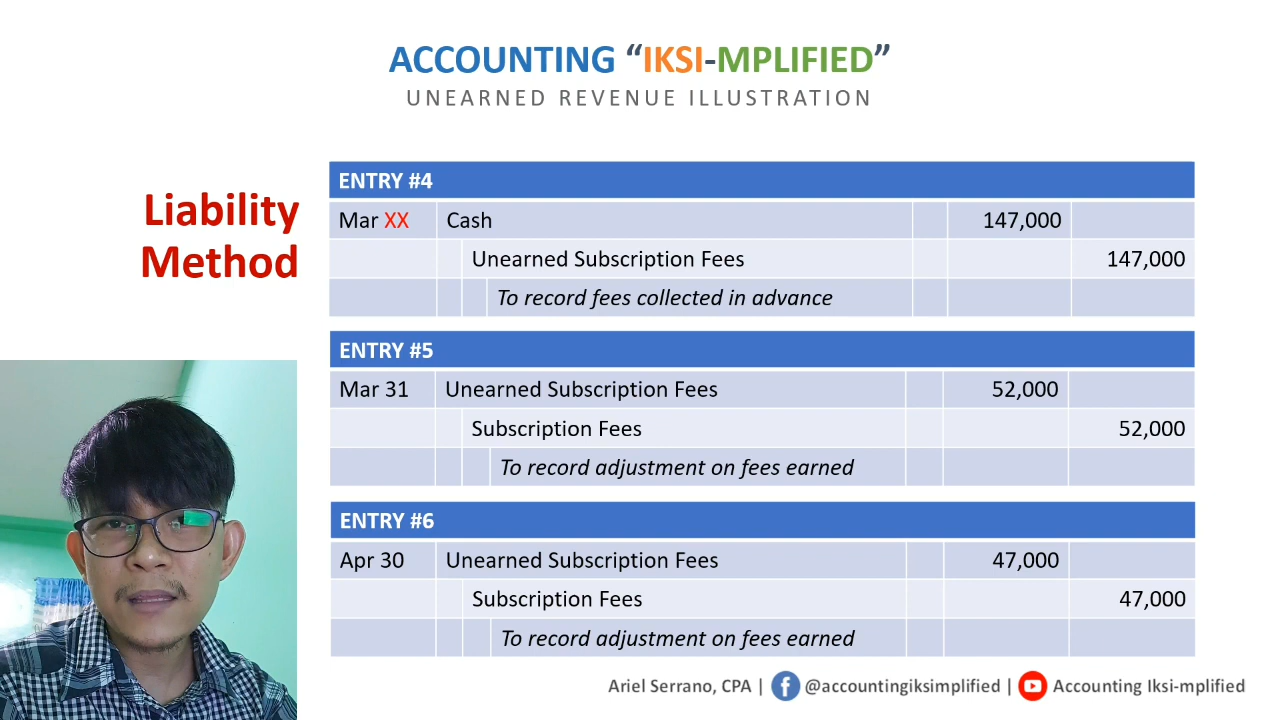 ACCOUNTING “IKSI-MPLIFIED”
UNEARNED REVENUE ILLUSTRATION
Liability
Method
ENTRY #4
Mar XX Cash 147,000
Unearned Subscription Fees 147,000
To record fees collected in advance
ENTRY #5
Mar 31 Unearned Subscription Fees 52,000
Subscription Fees 52,000
To record adjustment on fees earned
ENTRY #6
Apr 30 Unearned Subscription Fees 47,000
Subscription Fees 47,000
To record adjustment on fees earned
Ariel Serrano, CPA | f @accountingiksimplified | Accounting Iksi-mplified